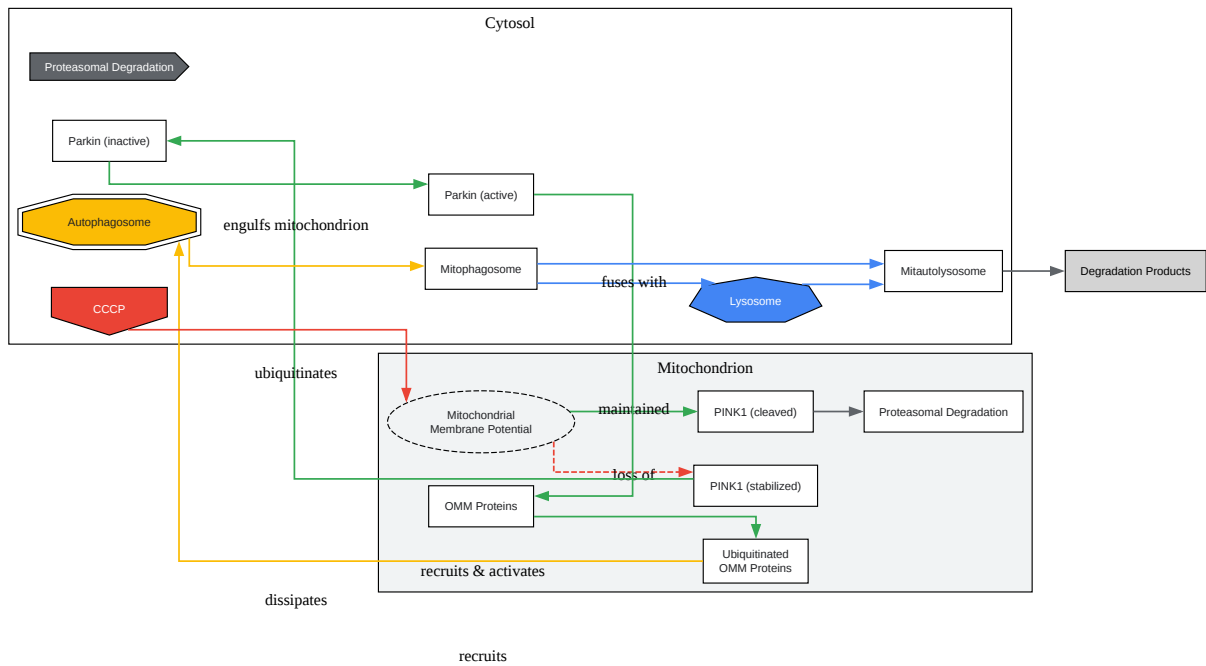 Cytosol
Proteasomal Degradation
Parkin (inactive)
Parkin (active)
Autophagosome
engulfs mitochondrion
Mitophagosome
Mitautolysosome
Degradation Products
fuses with
Lysosome
CCCP
ubiquitinates
Mitochondrion
Mitochondrial
Membrane Potential
maintained
PINK1 (cleaved)
Proteasomal Degradation
loss of
PINK1 (stabilized)
OMM Proteins
Ubiquitinated
OMM Proteins
recruits & activates
dissipates
recruits